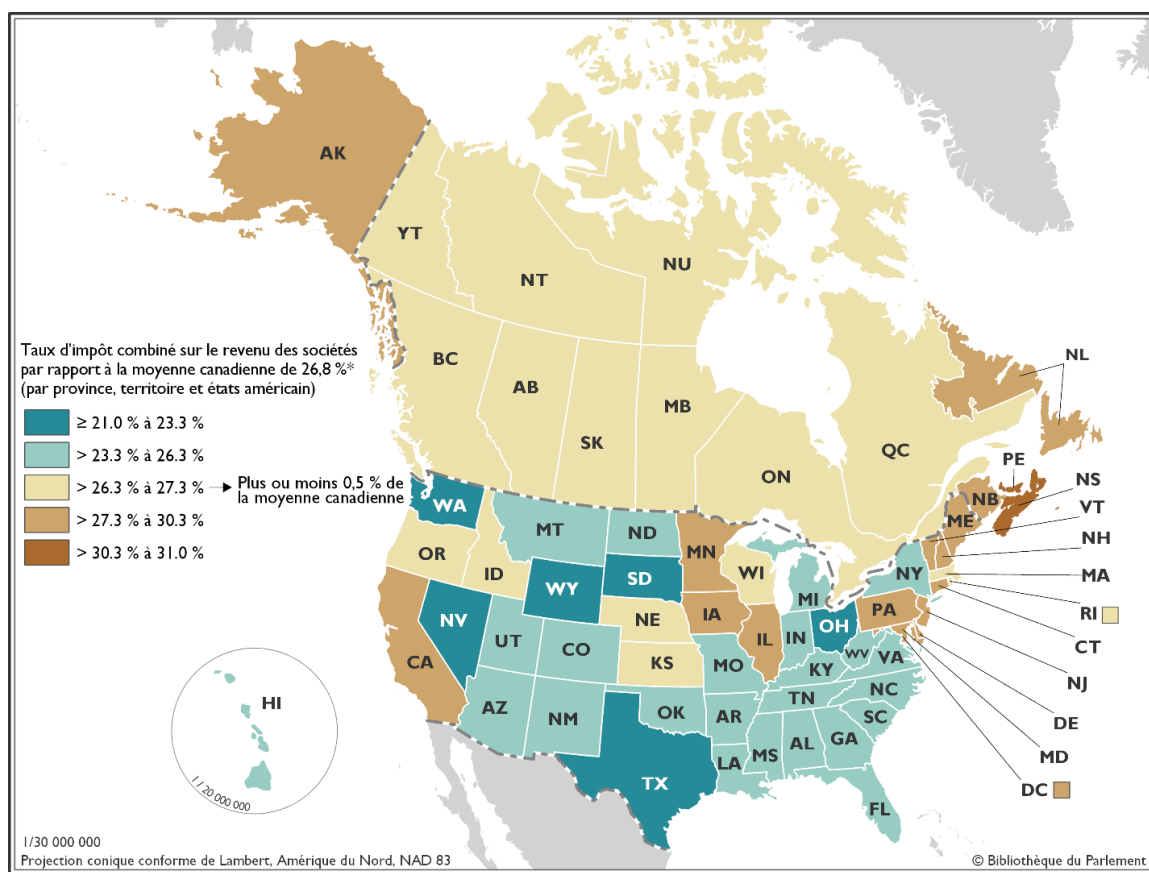 AK
YT
NT
NU
BC
AB
SK
MB
ON
QC
NL
PE
NS
NB
VT
ME
NH
MA
RI
CT
NJ
DE
MD
DC
Taux d'impôt combiné sur le revenu des sociétés
par rapport à la moyenne canadienne de 26,8 %*
(par province, territoire et états américain)
≥ 21.0 % à 23.3 %
> 23.3 % à 26.3 %
> 26.3 % à 27.3 %
Plus ou moins 0,5 % de
la moyenne canadienne
> 27.3 % à 30.3 %
> 30.3 % à 31.0 %
WA
MT
ND
MN
OR
ID
WY
SD
WI
MI
NY
NV
UT
CO
NE
IA
IL
IN
OH
PA
CA
KS
MO
KY
WV
VA
AZ
NM
OK
AR
TN
NC
SC
TX
LA
MS
AL
GA
FL
HI
1 / 20 000 000
1/30 000 000
Projection conique conforme de Lambert, Amérique du Nord, NAD 83
© Bibliothèque du Parlement